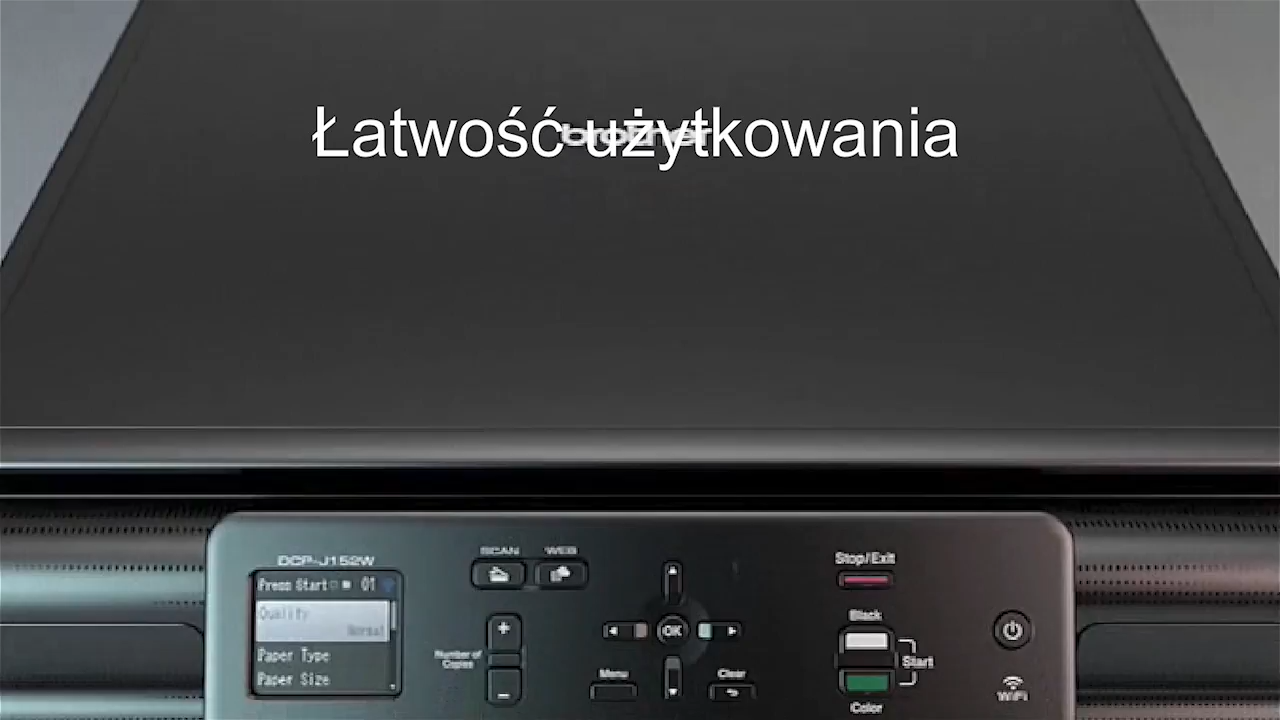 Łatwość użytkowania
brother
DCP-J152W
Press Start 01
Quality
Normal
Paper Type
Paper Size
SCAN WEB
+
Number of
Copies
−
OK
Menu
Clear
Stop/Exit
Black
Start
Color
WiFi